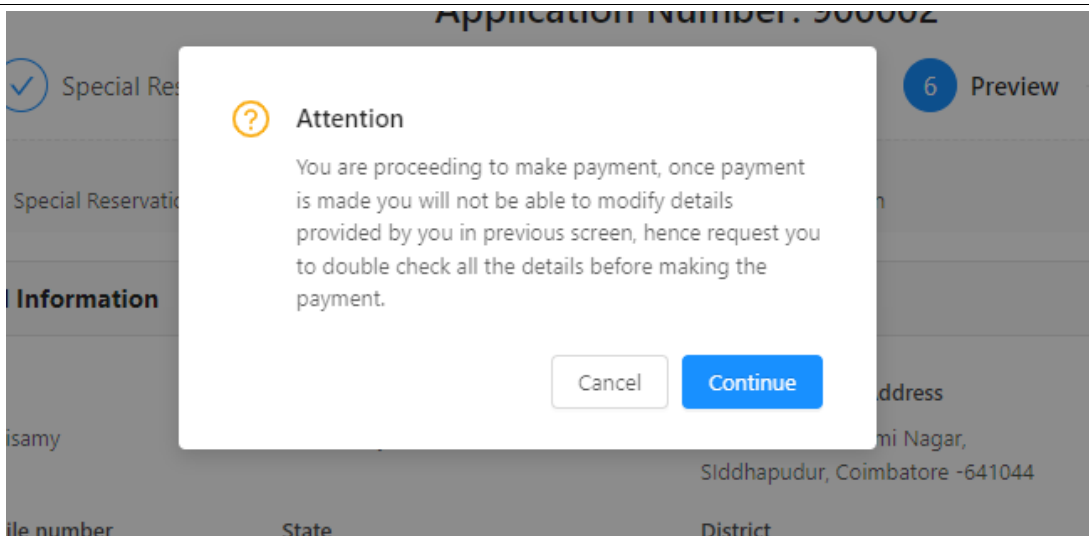 Application Number: 900002
Special Res
6 Preview
Attention
You are proceeding to make payment, once payment
is made you will not be able to modify details
provided by you in previous screen, hence request you
to double check all the details before making the
payment.
Special Reservatio
n
l Information
Cancel Continue
ddress
isamy
mi Nagar,
SIddhapudur, Coimbatore -641044
ile number State District